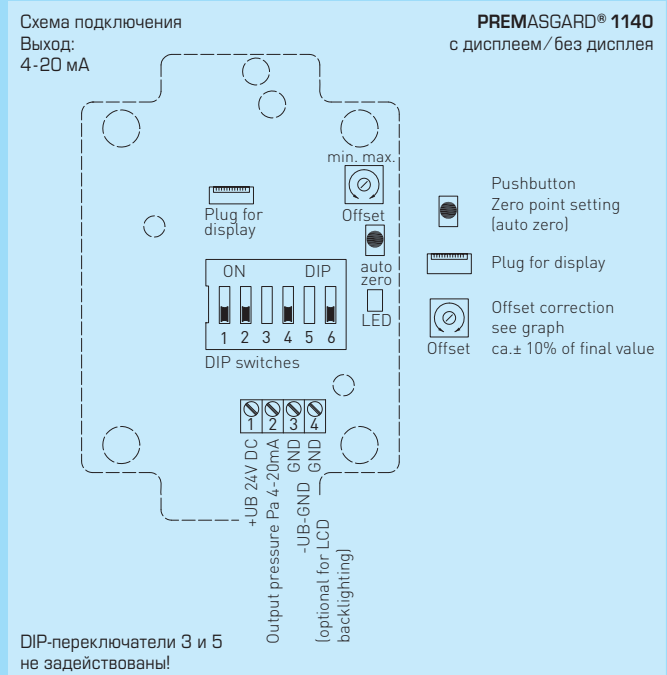 Схема подключения
Выход:
4-20 мА
PREMASGARD® 1140
с дисплеем/без дисплея
min. max.
Offset
Plug for
display
auto
zero
LED
ON DIP
1 2 3 4 5 6
DIP switches
Pushbutton
Zero point setting
(auto zero)
Plug for display
Offset
Offset correction
see graph
ca.± 10% of final value
1 2 3 4
+UB 24V DC
Output pressure Pa 4-20mA
-UB-GND GND
GND
(optional for LCD
backlighting)
DIP-переключатели 3 и 5
не задействованы!